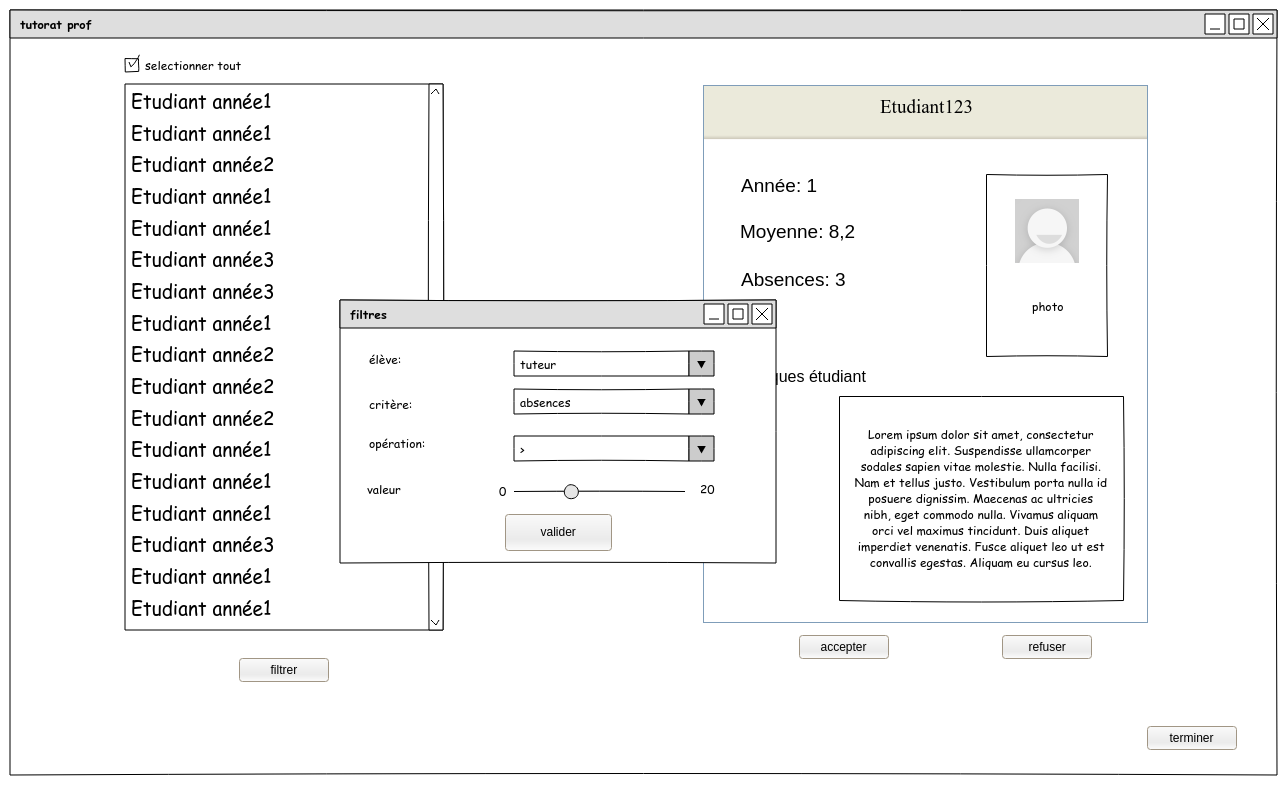 tutorat prof
selectionner tout
Etudiant année1
Etudiant année1
Etudiant année2
Etudiant année1
Etudiant année1
Etudiant année3
Etudiant année3
Etudiant année1
Etudiant année2
Etudiant année2
Etudiant année2
Etudiant année1
Etudiant année1
Etudiant année1
Etudiant année3
Etudiant année1
Etudiant année1
filtrer
filtres
élève:
tuteur
critère:
absences
opération:
>
valeur
0
20
valider
Etudiant123
Année: 1
Moyenne: 8,2
Absences: 3
photo
étudiant
Lorem ipsum dolor sit amet, consectetur
adipiscing elit. Suspendisse ullamcorper
sodales sapien vitae molestie. Nulla facilisi.
Nam et tellus justo. Vestibulum porta nulla id
posuere dignissim. Maecenas ac ultricies
nibh, eget commodo nulla. Vivamus aliquam
orci vel maximus tincidunt. Duis aliquet
imperdiet venenatis. Fusce aliquet leo ut est
convallis egestas. Aliquam eu cursus leo.
accepter
refuser
terminer